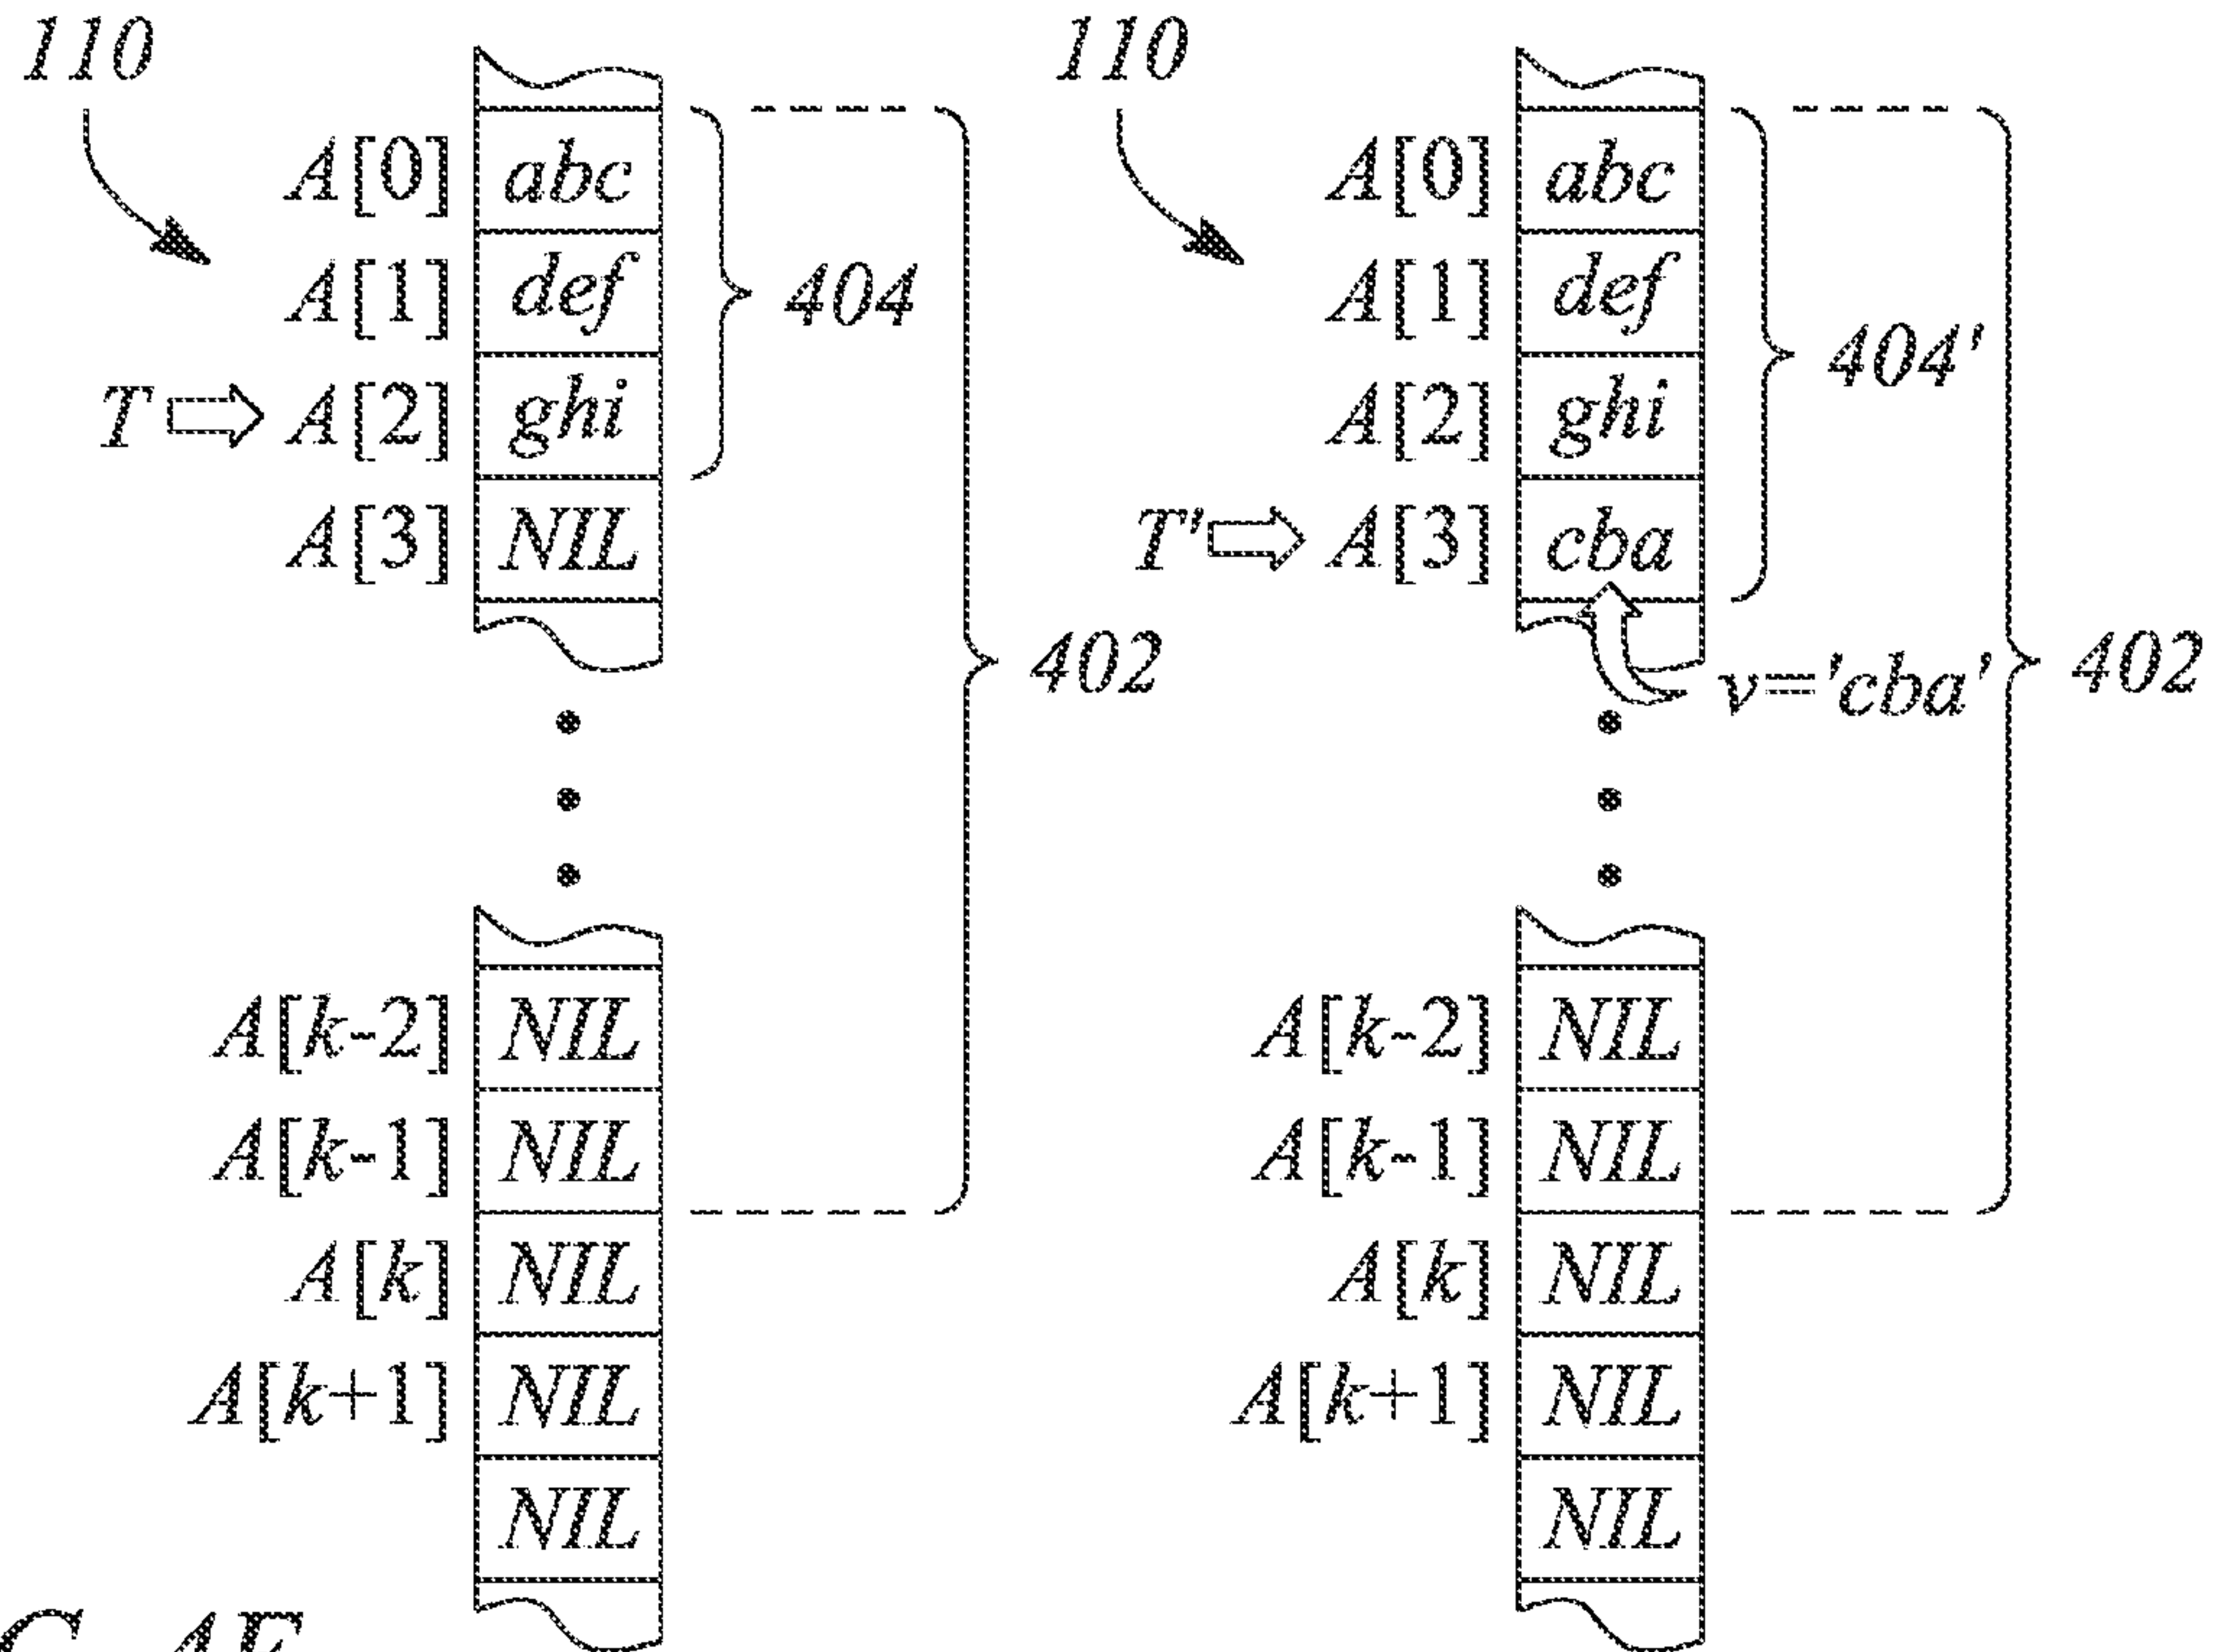 110
A[0] abc
A[1] def
404
T A[2] ghi
A[3] NIL
402
A[k-2] NIL
A[k-1] NIL
A[k] NIL
A[k+1] NIL
NIL
110
A[0] abc
A[1] def
404'
A[2] ghi
T' A[3] cba
402
v='cba'
A[k-2] NIL
A[k-1] NIL
A[k] NIL
A[k+1] NIL
NIL